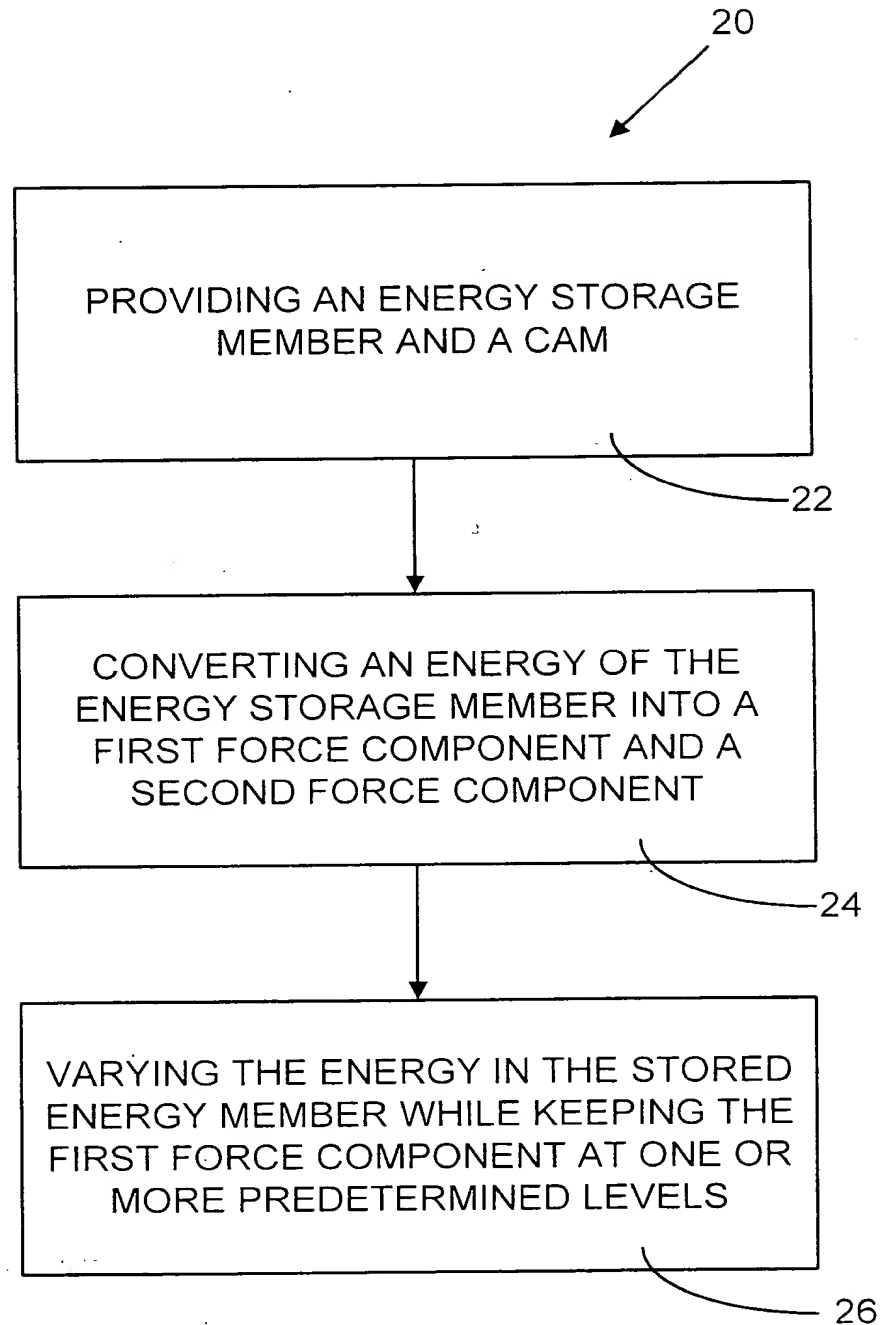 20
PROVIDING AN ENERGY STORAGE
MEMBER AND A CAM
22
CONVERTING AN ENERGY OF THE
ENERGY STORAGE MEMBER INTO A
FIRST FORCE COMPONENT AND A
SECOND FORCE COMPONENT
24
VARYING THE ENERGY IN THE STORED
ENERGY MEMBER WHILE KEEPING THE
FIRST FORCE COMPONENT AT ONE OR
MORE PREDETERMINED LEVELS
26